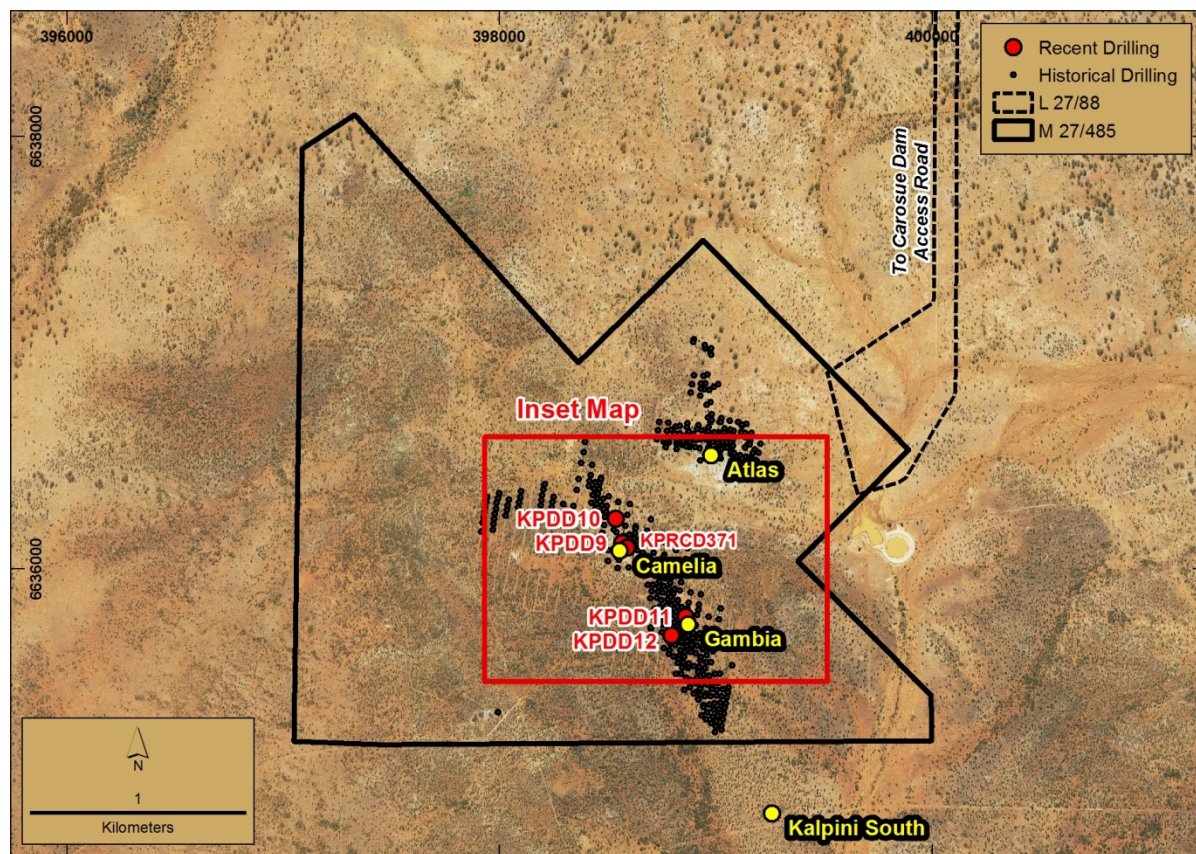 396000
398000
400000
6638000
6636000
Recent Drilling
Historical Drilling
L 27/88
M 27/485
To Carosue Dam
Access Road
Inset Map
Atlas
KPDD10
KPDD9
KPRCD371
Camelia
KPDD11
KPDD12
Gambia
Kalpini South
N
1
Kilometers